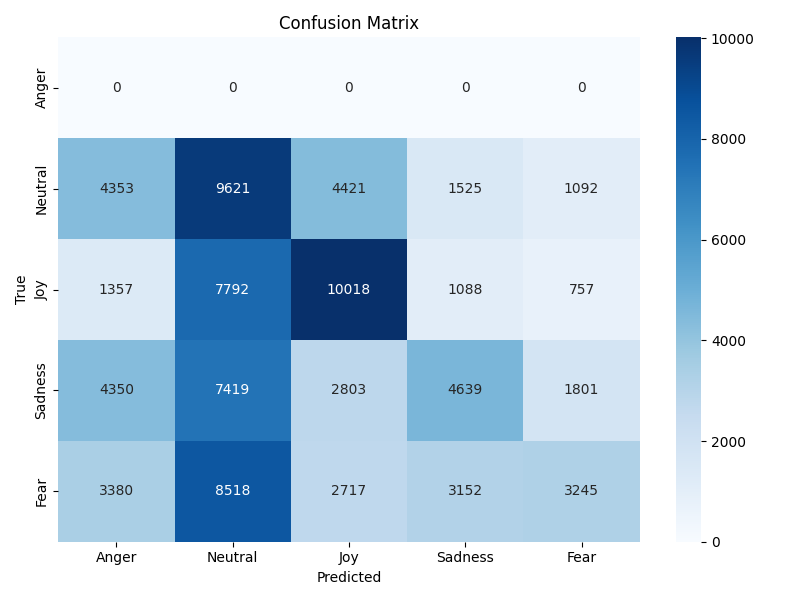 Confusion Matrix
True
Anger 0 0 0 0 0
Neutral 4353 9621 4421 1525 1092
Joy 1357 7792 10018 1088 757
Sadness 4350 7419 2803 4639 1801
Fear 3380 8518 2717 3152 3245
Anger Neutral Joy Sadness Fear
Predicted
10000
8000
6000
4000
2000
0